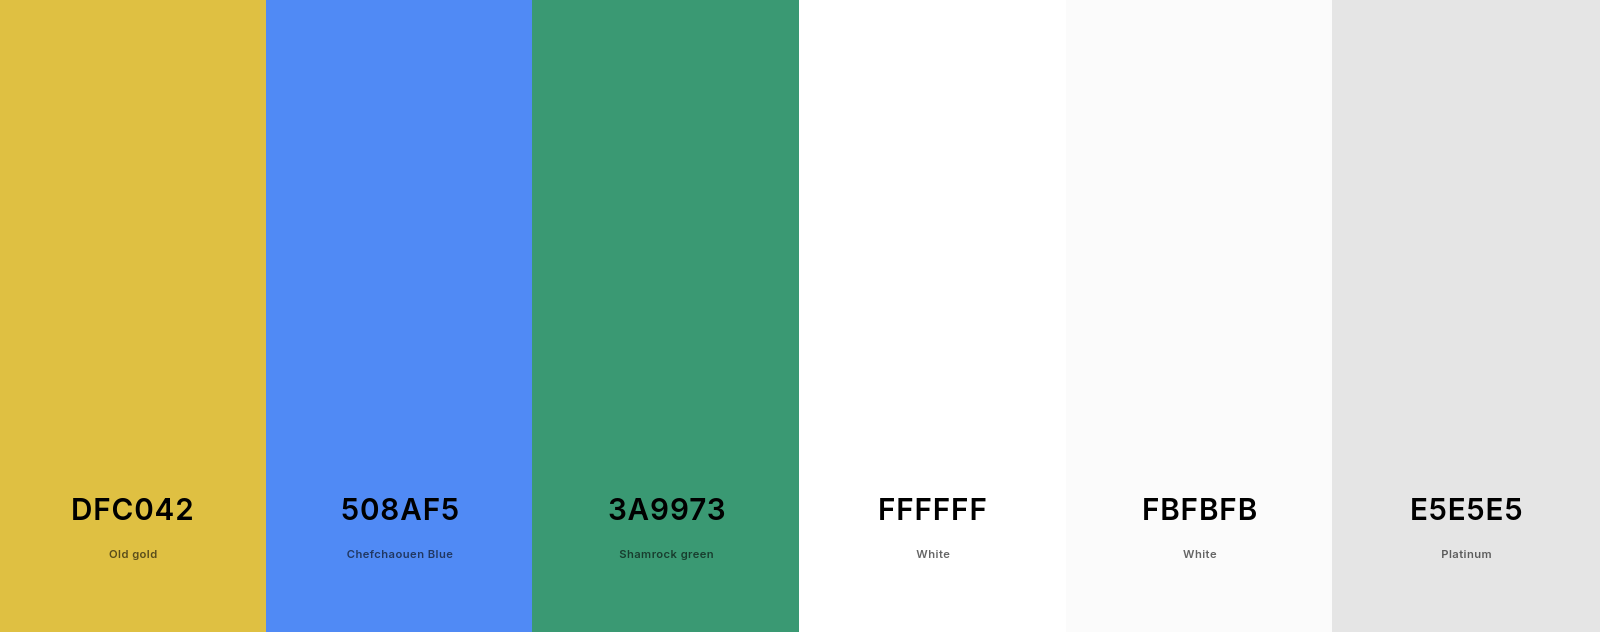 DFC042
Old gold
508AF5
Chefchaouen Blue
3A9973
Shamrock green
FFFFFF
White
FBFBFB
White
E5E5E5
Platinum